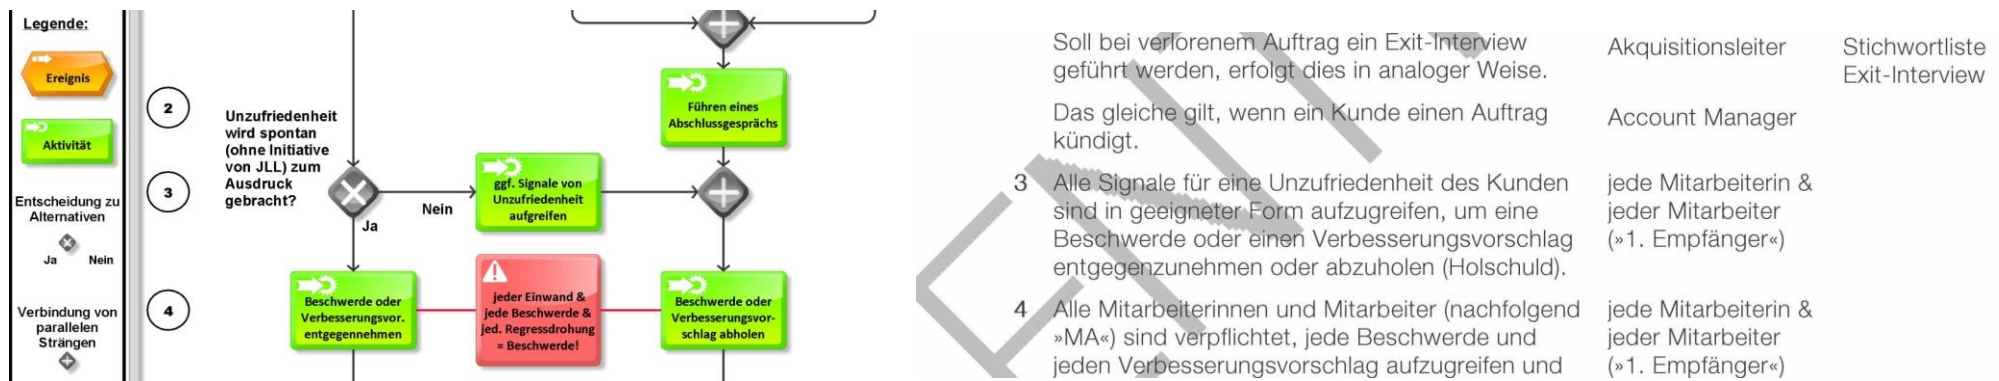 Legende:
Ereignis
Aktivität
Entscheidung zu
Alternativen
Ja Nein
Verbindung von
parallelen
Strängen
2
3
4
Unzufriedenheit
wird spontan
(ohne Initiative
von JLL) zum
Ausdruck
gebracht?
Nein
Ja
Führen eines
Abschlussgesprächs
ggf. Signale von
Unzufriedenheit
aufgreifen
Beschwerde oder
Verbesserungsvor.
entgegennehmen
jeder Einwand &
jede Beschwerde &
jed. Regressdrohung
= Beschwerde!
Beschwerde oder
Verbesserungsvor-
schlag abholen
Soll bei verlorenem Auftrag ein Exit-Interview
geführt werden, erfolgt dies in analoger Weise.
Akquisitionsleiter
Stichwortliste
Exit-Interview
Das gleiche gilt, wenn ein Kunde einen Auftrag
kündigt.
Account Manager
3 Alle Signale für eine Unzufriedenheit des Kunden
sind in geeigneter Form aufzugreifen, um eine
Beschwerde oder einen Verbesserungsvorschlag
entgegenzunehmen oder abzuholen (Holschuld).
jede Mitarbeiterin &
jeder Mitarbeiter
(»1. Empfänger«)
4 Alle Mitarbeiterinnen und Mitarbeiter (nachfolgend
»MA«) sind verpflichtet, jede Beschwerde und
jeden Verbesserungsvorschlag aufzugreifen und
jede Mitarbeiterin &
jeder Mitarbeiter
(»1. Empfänger«)